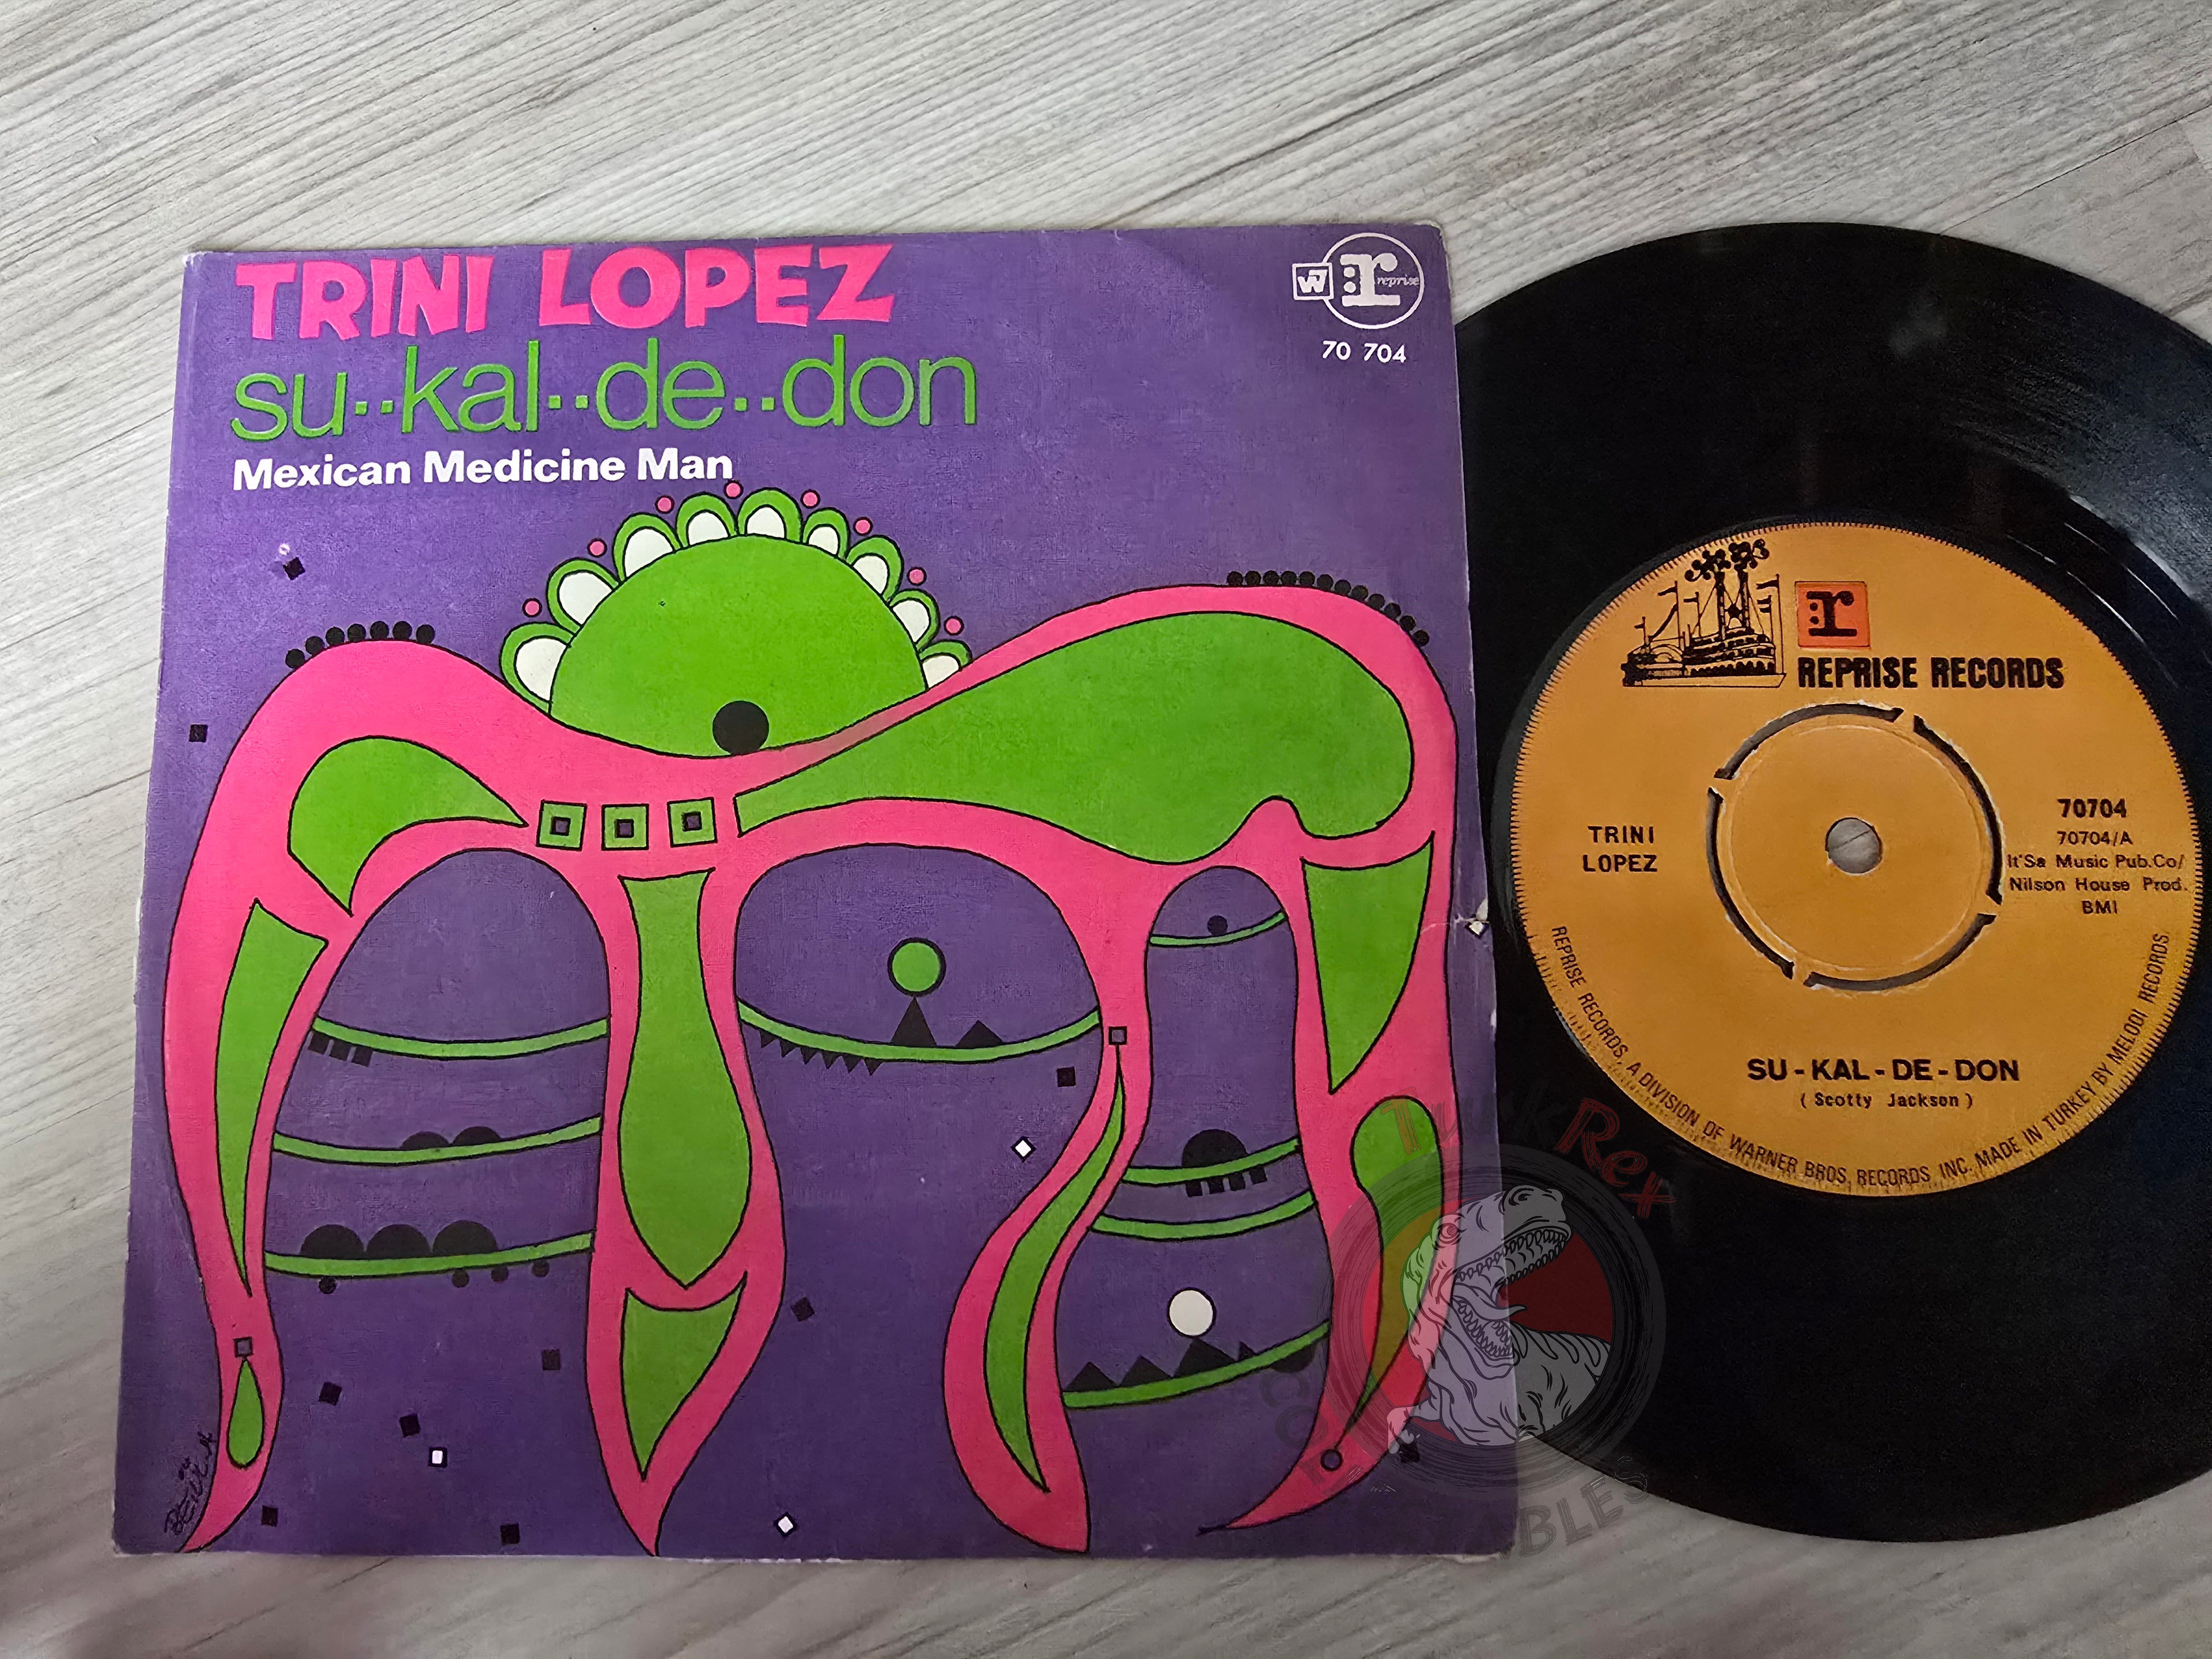 TRINI LOPEZ
su··kal··de··don
Mexican Medicine Man
W :r reprise
70 704
:r
REPRISE RECORDS
TRINI
LOPEZ
70704
70704/A
It'Sa Music Pub.Co/
Nilson House Prod.
BMI
SU - KAL - DE - DON
( Scotty Jackson )
REPRISE RECORDS, A DIVISION OF WARNER BROS. RECORDS INC. MADE IN TURKEY BY MELODI RECORDS.
TurkRex